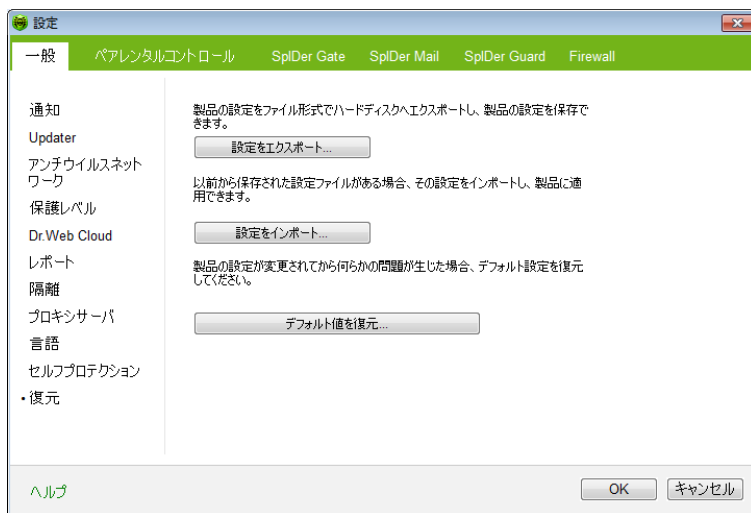 設定
一般 ペアレンタルコントロール SpIDer Gate SpIDer Mail SpIDer Guard Firewall
通知
Updater
アンチウイルスネット
ワーク
保護レベル
Dr.Web Cloud
レポート
隔離
プロキシサーバ
言語
セルフプロテクション
・復元
製品の設定をファイル形式でハードディスクへエクスポートし、製品の設定を保存で
きます。
設定をエクスポート...
以前から保存された設定ファイルがある場合、その設定をインポートし、製品に適
用できます。
設定をインポート...
製品の設定が変更されてから何らかの問題が生じた場合、デフォルト設定を復元
してください。
デフォルト値を復元...
ヘルプ
OK キャンセル